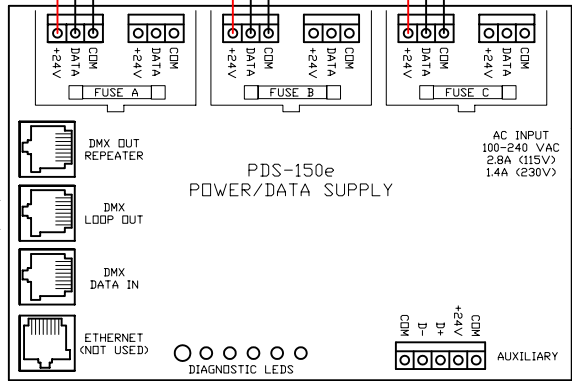 +24V DATA COM +24V DATA COM +24V DATA COM +24V DATA COM +24V DATA COM +24V DATA COM
FUSE A FUSE B FUSE C
DMX OUT
REPEATER
AC INPUT
100-240 VAC
2.8A (115V)
1.4A (230V)
PDS-150e
POWER/DATA SUPPLY
DMX
LOOP OUT
DMX
DATA IN
ETHERNET
(NOT USED)
DIAGNOSTIC LEDS
COM D- D+ +24V COM
AUXILIARY